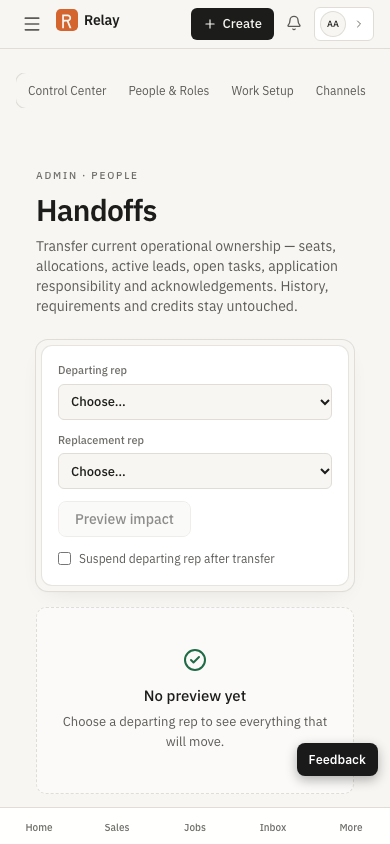 Relay
Create
AA
Control Center
People & Roles
Work Setup
Channels
ADMIN · PEOPLE
Handoffs
Transfer current operational ownership — seats,
allocations, active leads, open tasks, application
responsibility and acknowledgements. History,
requirements and credits stay untouched.
Departing rep
Choose...
Replacement rep
Choose...
Preview impact
Suspend departing rep after transfer
No preview yet
Choose a departing rep to see everything that
will move.
Feedback
Home
Sales
Jobs
Inbox
More